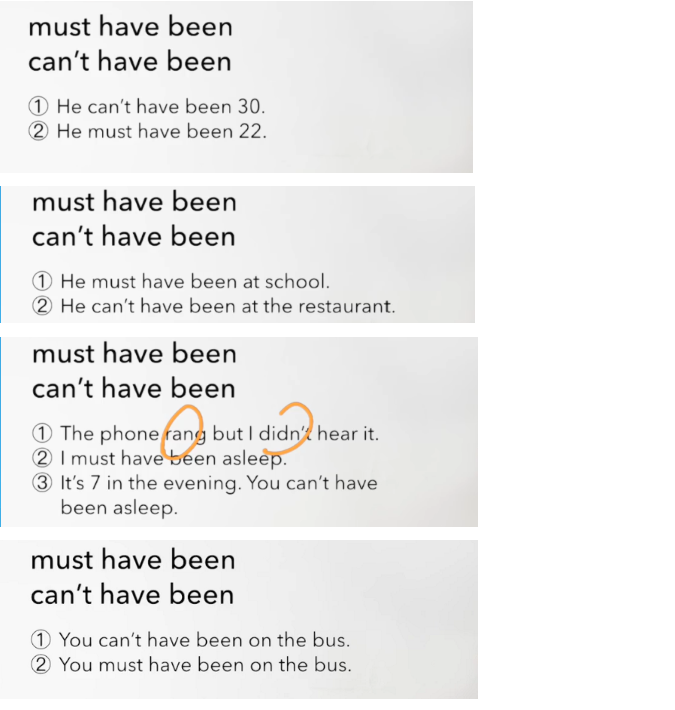 must have been
can't have been
① He can't have been 30.
② He must have been 22.
must have been
can't have been
① He must have been at school.
② He can't have been at the restaurant.
must have been
can't have been
① The phone rang but I didn't hear it.
② I must have been asleep.
③ It's 7 in the evening. You can't have
been asleep.
must have been
can't have been
① You can't have been on the bus.
② You must have been on the bus.